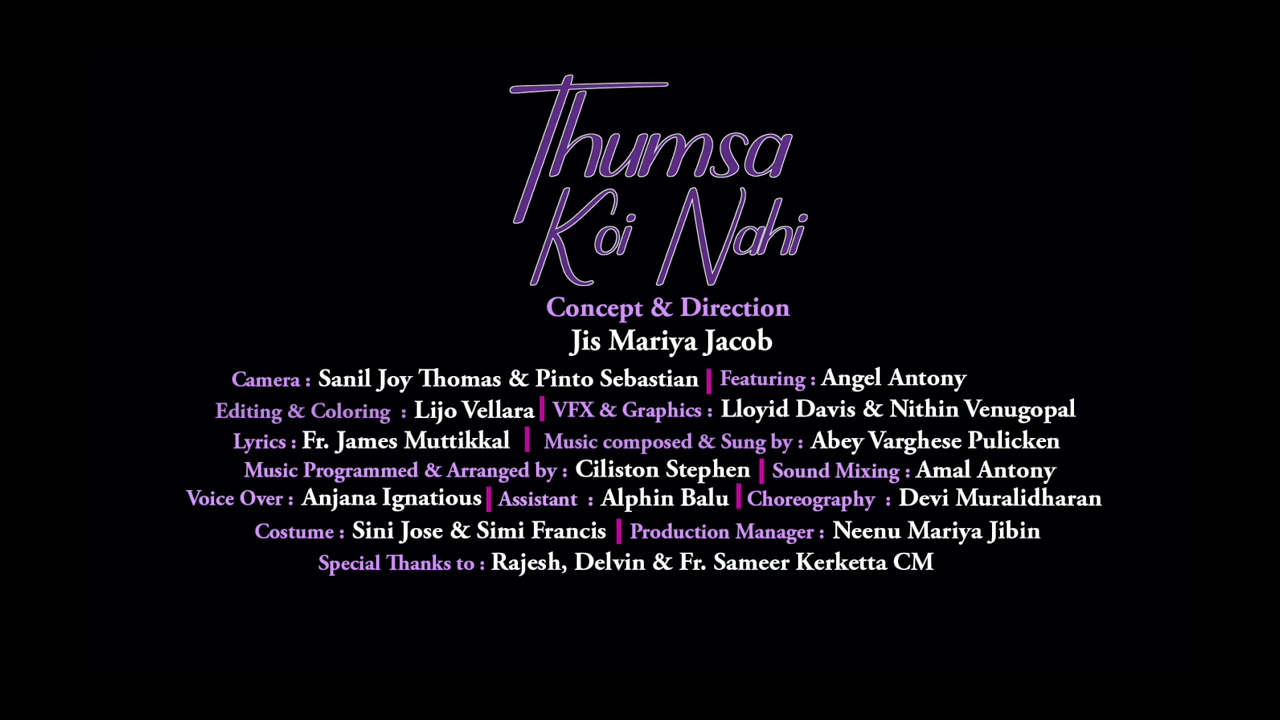 Thumsa
Koi Nahi
Concept & Direction
Jis Mariya Jacob
Camera : Sanil Joy Thomas & Pinto Sebastian | Featuring : Angel Antony
Editing & Coloring : Lijo Vellara | VFX & Graphics : Lloyid Davis & Nithin Venugopal
Lyrics : Fr. James Muttikkal | Music composed & Sung by : Abey Varghese Pulicken
Music Programmed & Arranged by : Ciliston Stephen | Sound Mixing : Amal Antony
Voice Over : Anjana Ignatious | Assistant : Alphin Balu | Choreography : Devi Muralidharan
Costume : Sini Jose & Simi Francis | Production Manager : Neenu Mariya Jibin
Special Thanks to : Rajesh, Delvin & Fr. Sameer Kerketta CM